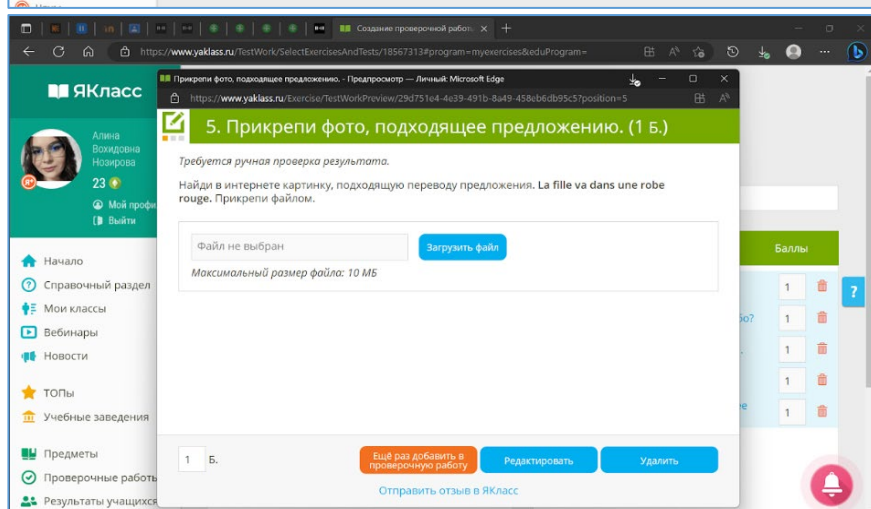 Создание проверочной работы
https://www.yaklass.ru/TestWork/SelectExercisesAndTests/18567313#program=myexercises&eduProgram=
ЯКласс
Алина
Вохидовна
Нозирова
23
Мой профи
Выйти
Начало
Справочный раздел
Мои классы
Вебинары
Новости
ТОПы
Учебные заведения
Предметы
Проверочные работы
Результаты учащихся
Прикрепи фото, подходящее предложению. - Предпросмотр — Личный: Microsoft Edge
https://www.yaklass.ru/Exercise/TestWorkPreview/29d751e4-4e39-491b-8a49-458eb6db95c5?position=5
5. Прикрепи фото, подходящее предложению. (1 Б.)
Требуется ручная проверка результата.
Найди в интернете картинку, подходящую переводу предложения. La fille va dans une robe
rouge. Прикрепи файлом.
Файл не выбран
Загрузить файл
Максимальный размер файла: 10 МБ
1 Б.
Ещё раз добавить в
проверочную работу
Редактировать
Удалить
Отправить отзыв в ЯКласс
Баллы
1
1
1
1
1
?